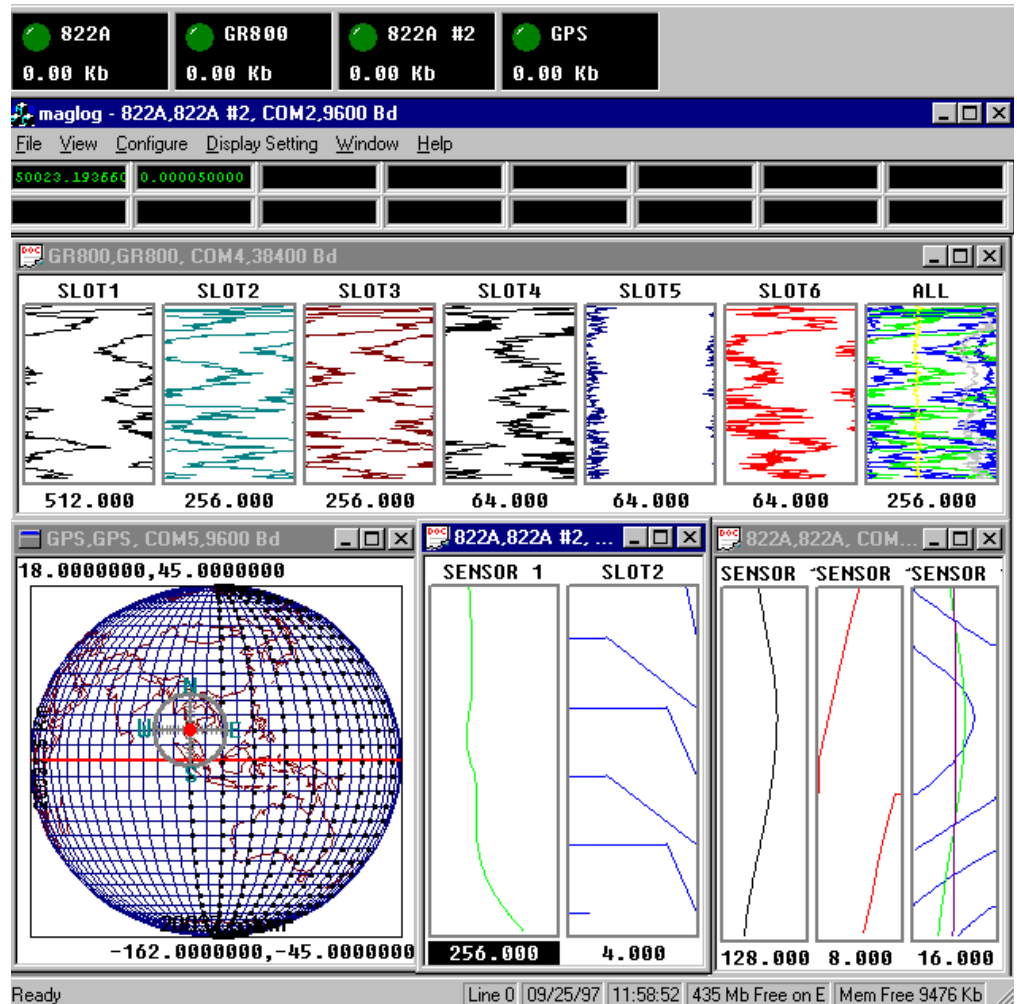 822A GR800 822A #2 GPS
0.00 Kb 0.00 Kb 0.00 Kb 0.00 Kb
maglog - 822A,822A #2, COM2,9600 Bd
File View Configure Display Setting Window Help
50023.193660 0.000050000
GR800,GR800, COM4,38400 Bd
SLOT1 SLOT2 SLOT3 SLOT4 SLOT5 SLOT6 ALL
512.000 256.000 256.000 64.000 64.000 64.000 256.000
GPS,GPS, COM5,9600 Bd
18.0000000,45.0000000
N
W E
S
-162.0000000,-45.0000000
822A,822A #2, ...
SENSOR 1 SLOT2
256.000 4.000
822A,822A, COM...
SENSOR SENSOR SENSOR
128.000 8.000 16.000
Ready Line 0 09/25/97 11:58:52 435 Mb Free on E Mem Free 9476 Kb